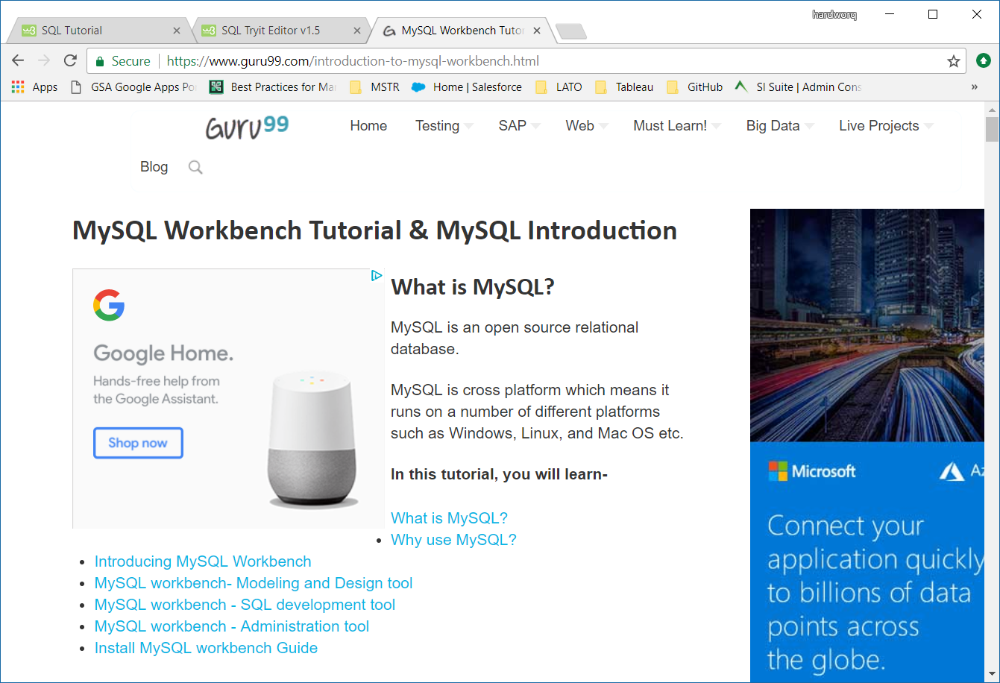 hardworq
SQL Tutorial
SQL Tryit Editor v1.5
MySQL Workbench Tutor
Secure
https://www.guru99.com/introduction-to-mysql-workbench.html
Apps
GSA Google Apps Po
Best Practices for Mar
MSTR
Home | Salesforce
LATO
Tableau
GitHub
SI Suite | Admin Cons
»
GURU99
Home
Testing
SAP
Web
Must Learn!
Big Data
Live Projects
Blog
MySQL Workbench Tutorial & MySQL Introduction
Google Home.
Hands-free help from
the Google Assistant.
Shop now
What is MySQL?
MySQL is an open source relational
database.
MySQL is cross platform which means it
runs on a number of different platforms
such as Windows, Linux, and Mac OS etc.
In this tutorial, you will learn-
What is MySQL?
• Why use MySQL?
• Introducing MySQL Workbench
• MySQL workbench- Modeling and Design tool
• MySQL workbench - SQL development tool
• MySQL workbench - Administration tool
• Install MySQL workbench Guide
Microsoft
Az
Connect your
application quickly
to billions of data
points across
the globe.